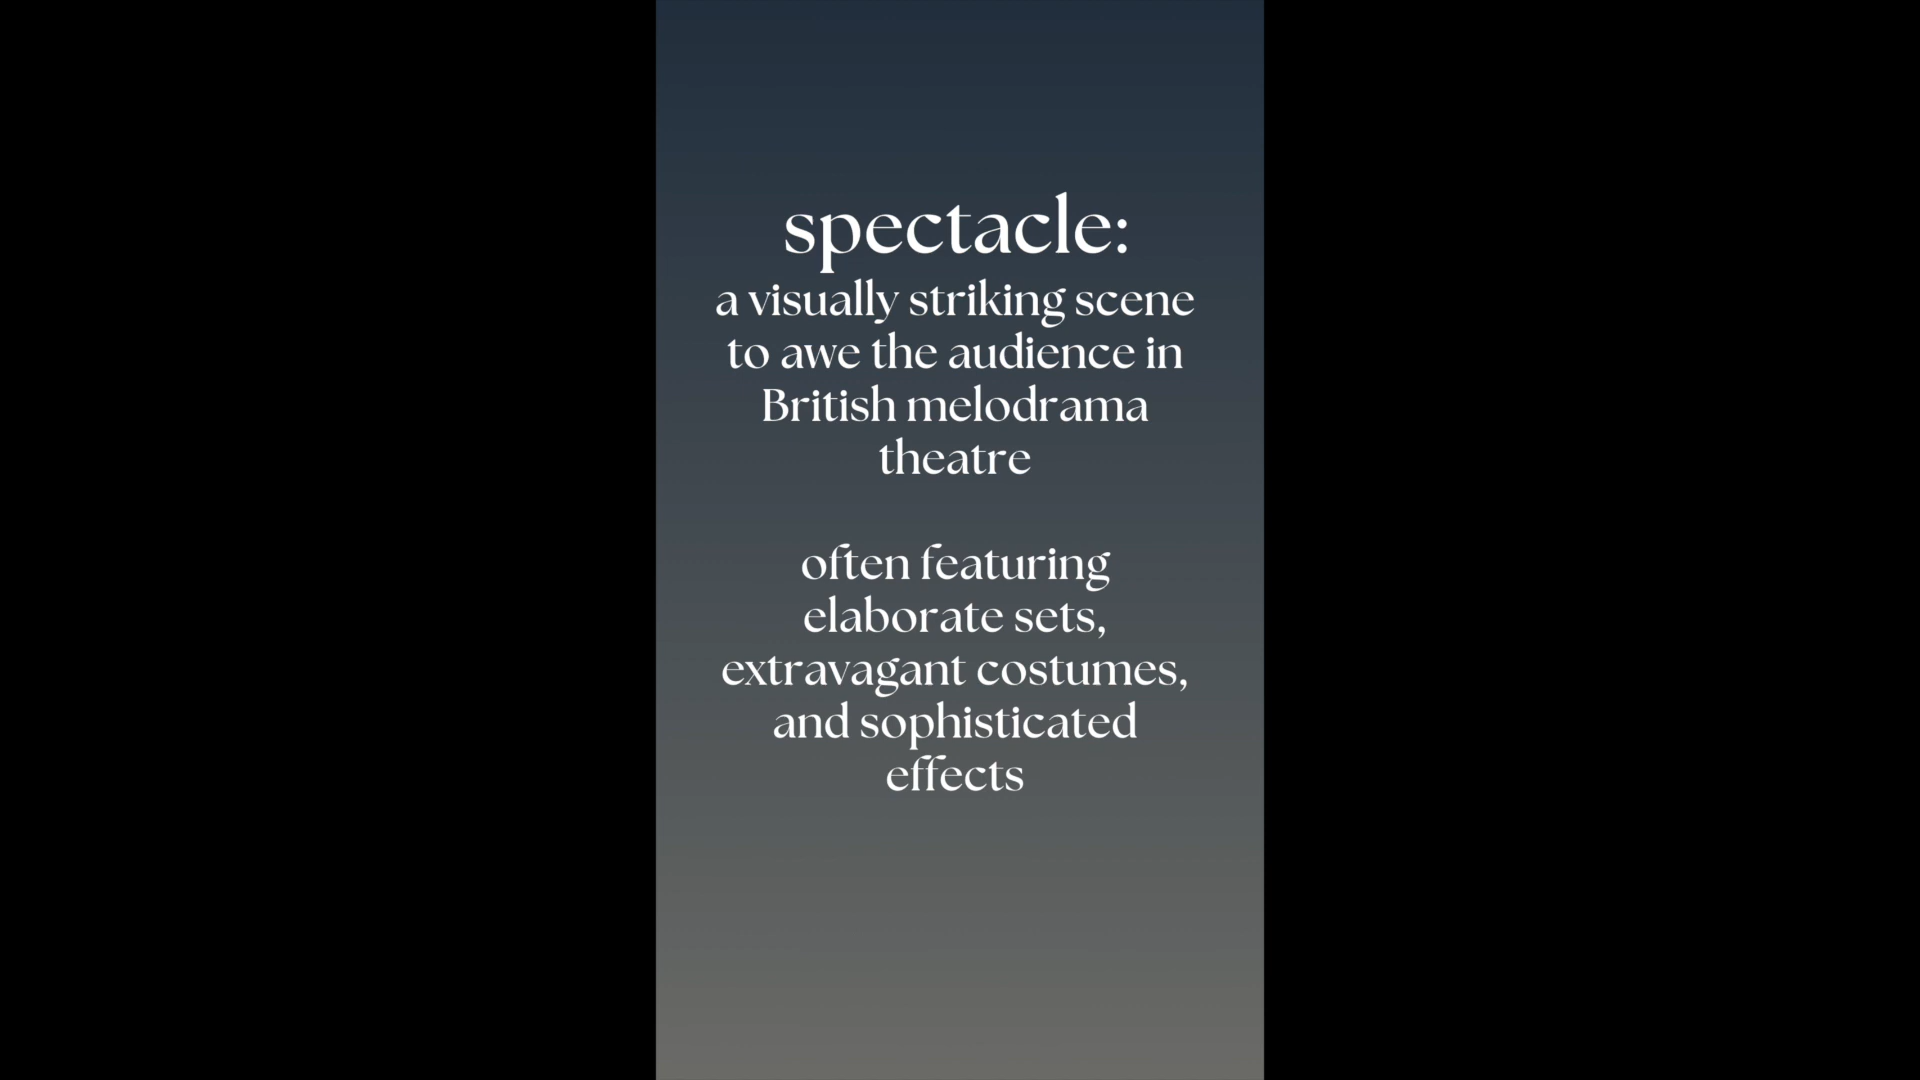 spectacle:
a visually striking scene
to awe the audience in
British melodrama
theatre
often featuring
elaborate sets,
extravagant costumes,
and sophisticated
effects